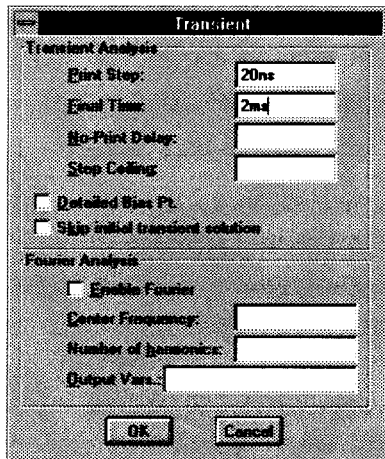 Transient
Transient Analysis
Print Step: 20ns
Final Time: 2ms
No-Print Delay:
Step Ceiling:
Detailed Bias Pt.
Skip initial transient solution
Fourier Analysis
Enable Fourier
Center Frequency:
Number of harmonics:
Output Vars.:
OK Cancel